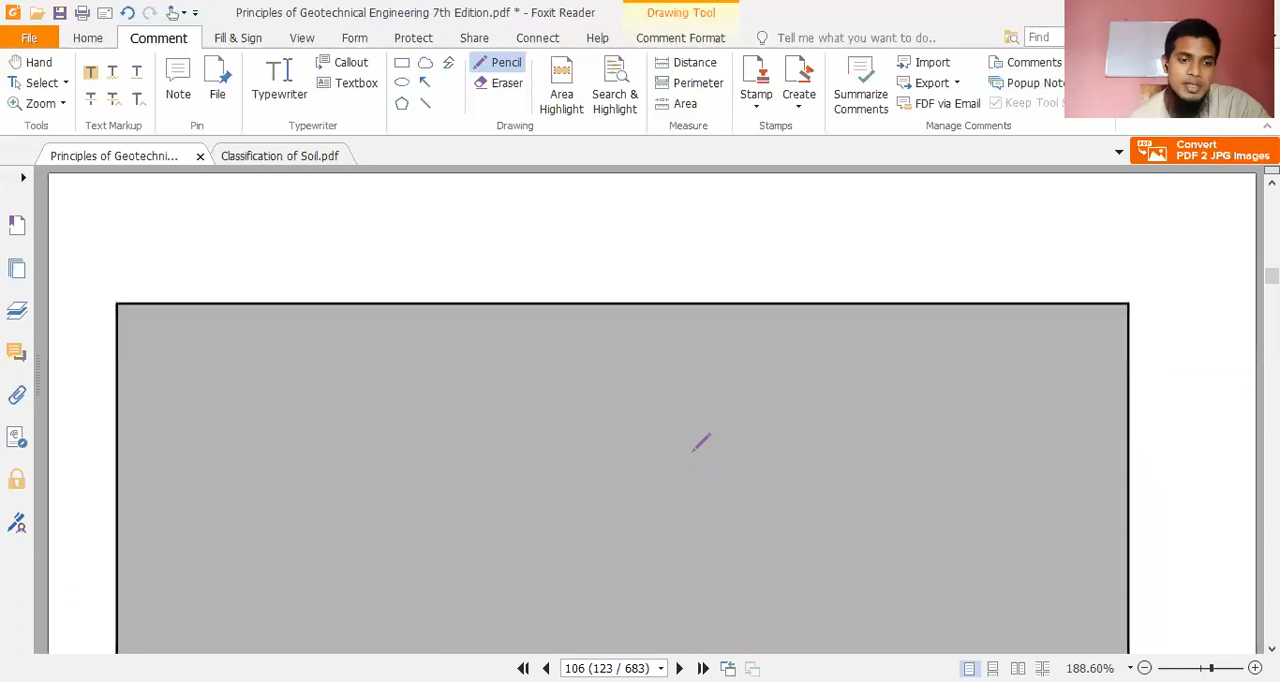 Principles of Geotechnical Engineering 7th Edition.pdf * - Foxit Reader
Drawing Tool
File
Home
Comment
Fill & Sign
View
Form
Protect
Share
Connect
Help
Comment Format
Tell me what you want to do..
Find
Hand
Select
Zoom
Tools
T
T
T
T
T
T
Text Markup
Note
File
Pin
TI
Typewriter
Callout
Textbox
Typewriter
Pencil
Eraser
Area
Highlight
Search &
Highlight
Drawing
Distance
Perimeter
Area
Measure
Stamp
Create
Stamps
Summarize
Comments
Import
Export
FDF via Email
Comments
Popup Note
Keep Tool
Manage Comments
Principles of Geotechni...
Classification of Soil.pdf
Convert
PDF 2 JPG Images
106 (123 / 683)
188.60%